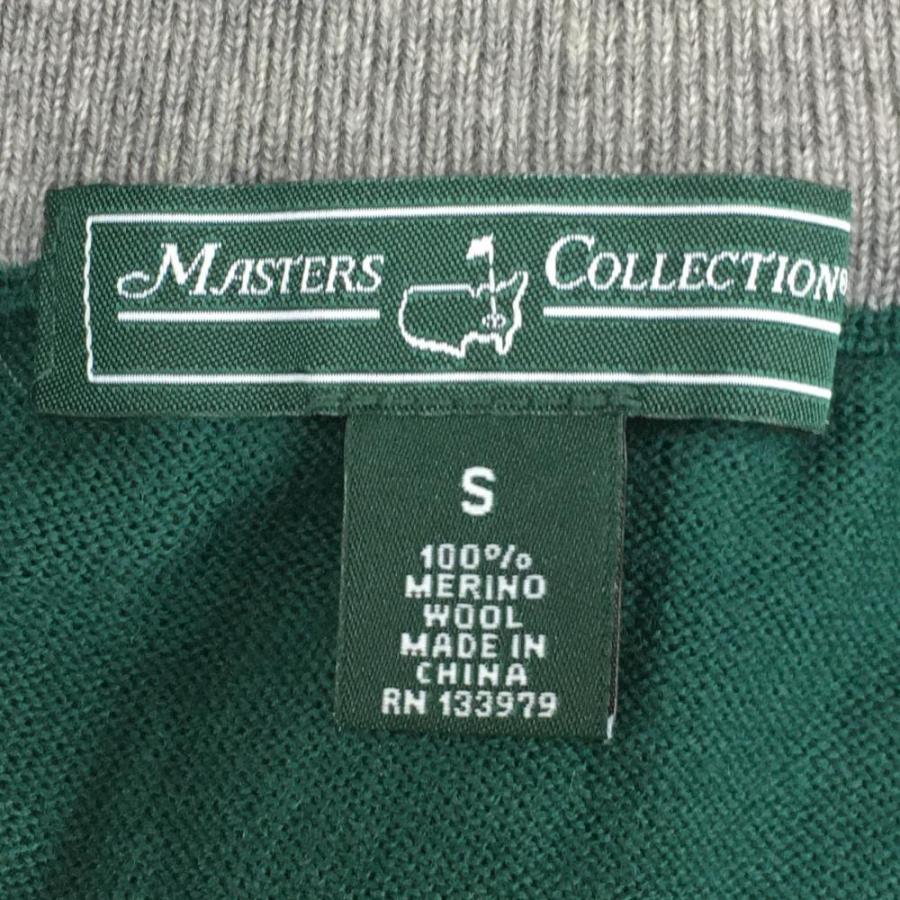 MASTERS COLLECTION®
S
100%
MERINO
WOOL
MADE IN
CHINA
RN 133979